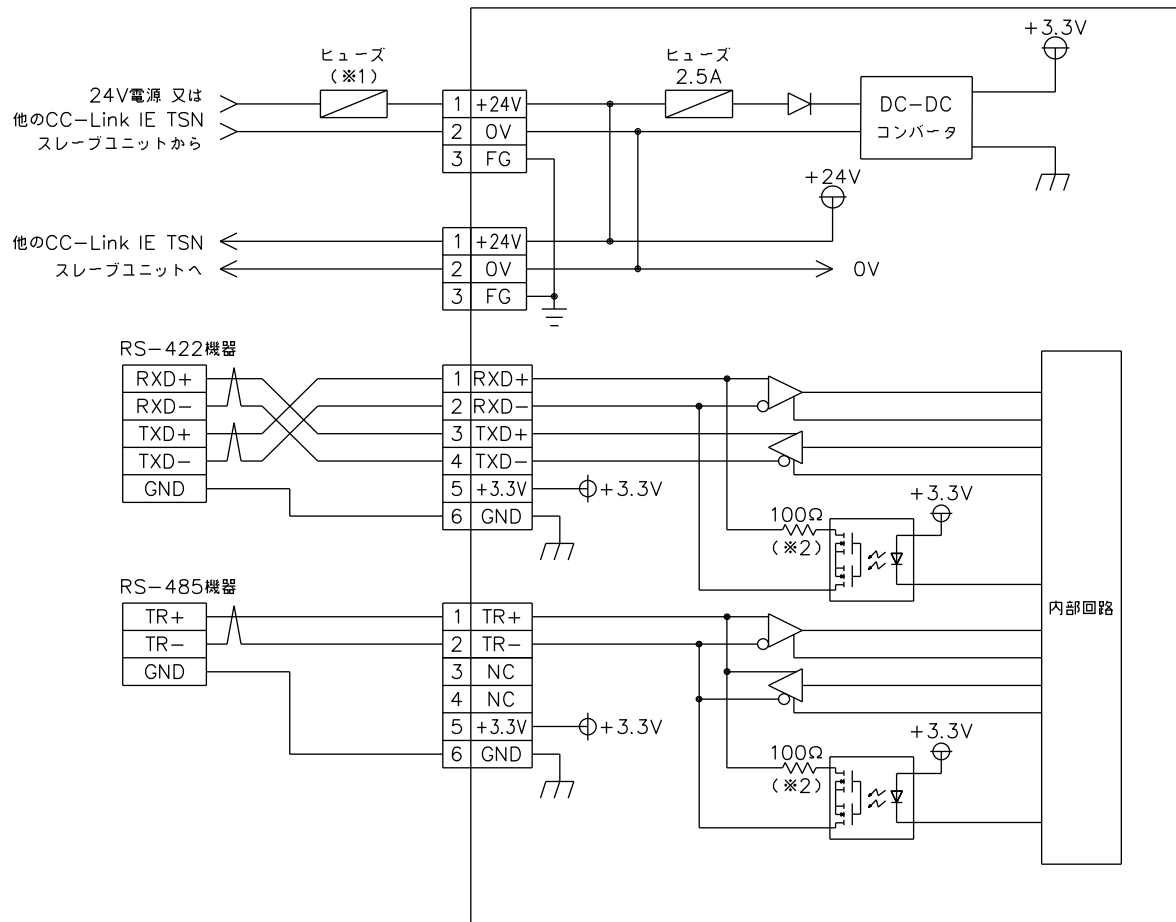 +3.3V
ヒューズ
(※1)
ヒューズ
2.5A
24V電源 又は
他のCC-Link IE TSN
スレーブユニットから
1 +24V
2 0V
3 FG
DC-DC
コンバータ
+24V
他のCC-Link IE TSN
スレーブユニットへ
1 +24V
2 0V
3 FG
0V
RS-422機器
RXD+
RXD-
TXD+
TXD-
GND
1 RXD+
2 RXD-
3 TXD+
4 TXD-
5 +3.3V
6 GND
+3.3V
+3.3V
100Ω
(※2)
内部回路
RS-485機器
TR+
TR-
GND
1 TR+
2 TR-
3 NC
4 NC
5 +3.3V
6 GND
+3.3V
+3.3V
100Ω
(※2)